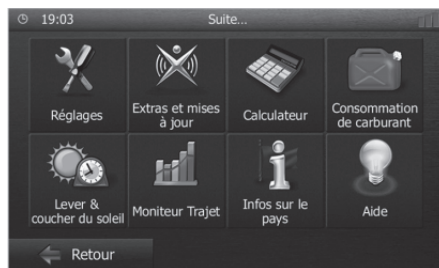 19:03
Suite...
Réglages
Extras et mises
à jour
Calculateur
Consommation
de carburant
Lever &
coucher du soleil
Moniteur Trajet
Infos sur le
pays
Aide
Retour